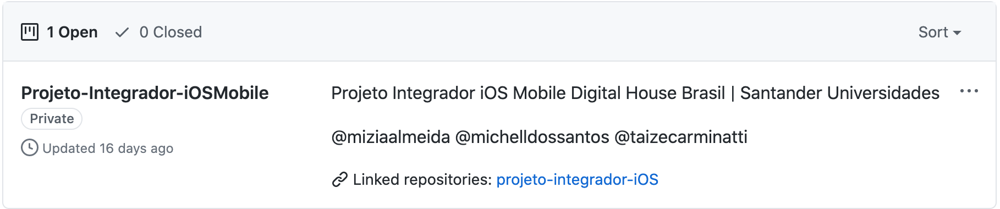 1 Open 0 Closed Sort
Projeto-Integrador-iOSMobile
Private
Updated 16 days ago
Projeto Integrador iOS Mobile Digital House Brasil | Santander Universidades
@miziaalmeida @michelldossantos @taizecarminatti
Linked repositories: projeto-integrador-iOS